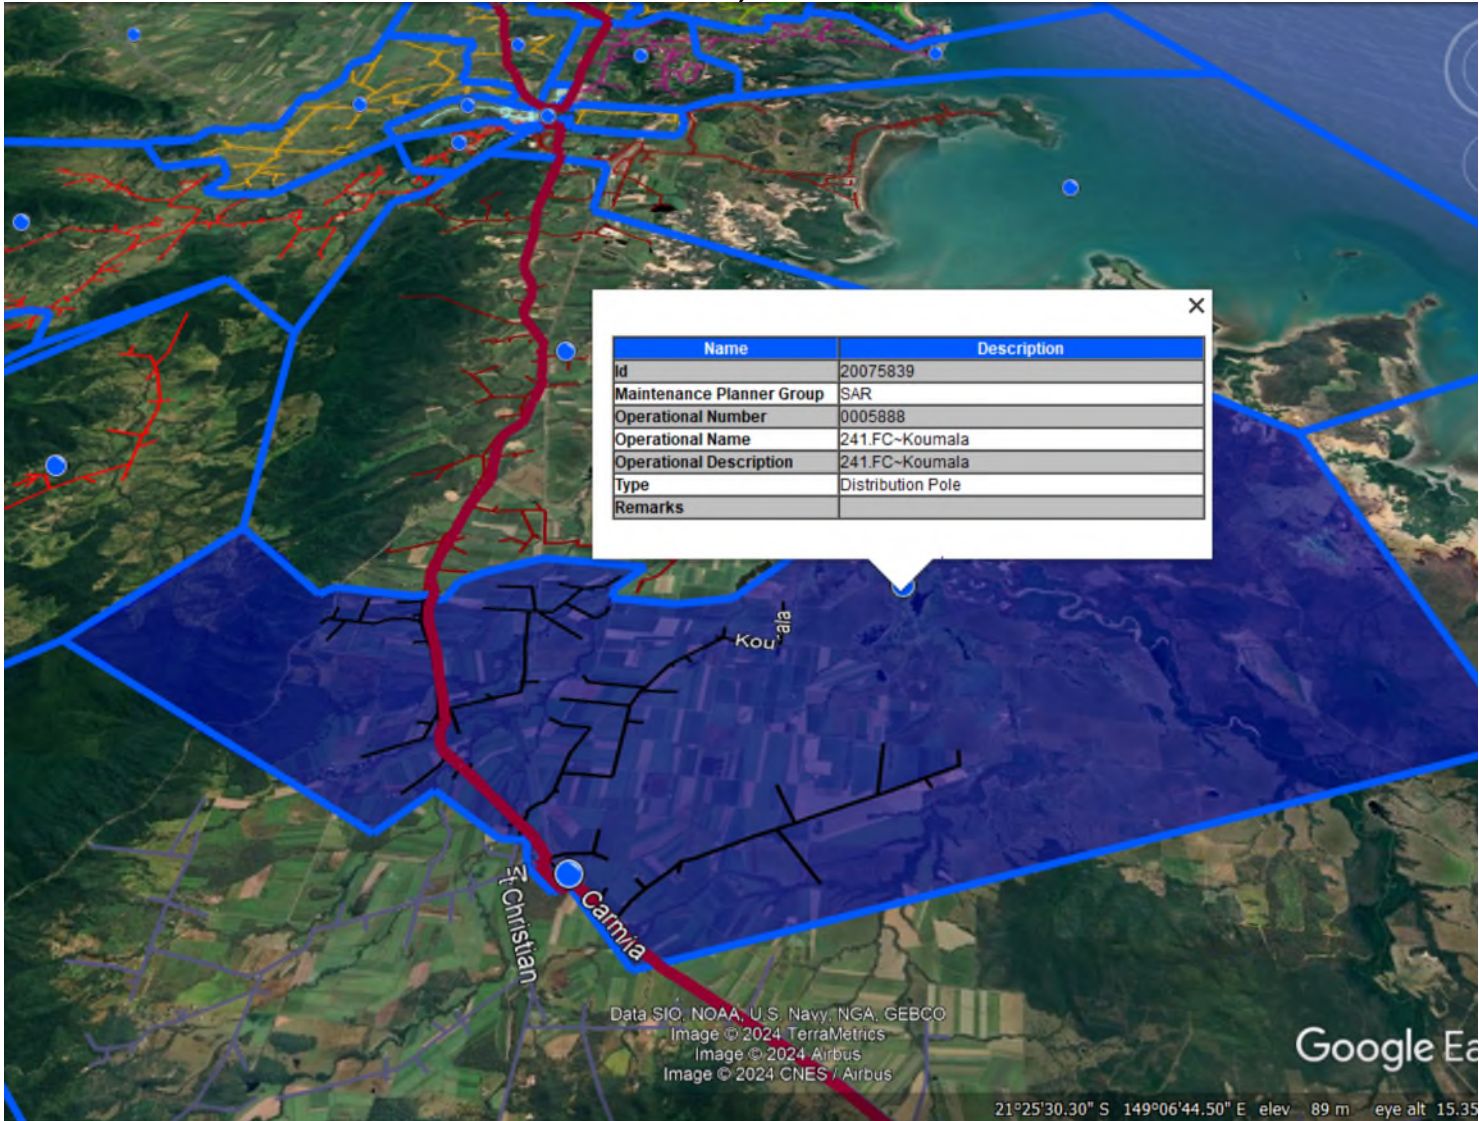 ×
Name Description
Id 20075839
Maintenance Planner Group SAR
Operational Number 0005888
Operational Name 241.FC~Koumala
Operational Description 241.FC~Koumala
Type Distribution Pole
Remarks
Kou ala
Christian
Data SIO, NOAA, U.S. Navy, NGA, GEBCO
Image © 2024 TerraMetrics
Image © 2024 Airbus
Image © 2024 CNES / Airbus
Google Ea
21°25'30.30" S 149°06'44.50" E elev 89 m eye alt 15.35